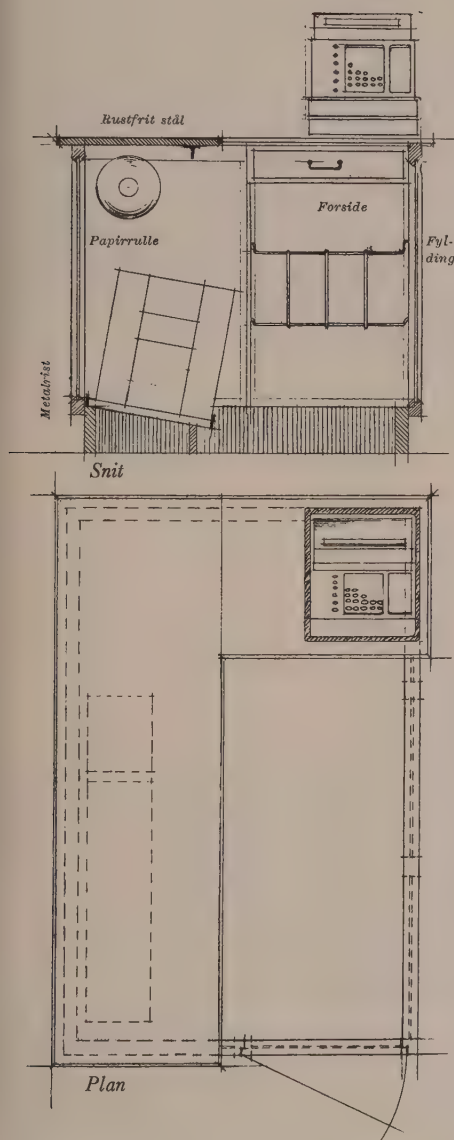 Rustfrit stål
Forside
Papirrulle
Fyl-
ding
Metalrist
Snit
Plan